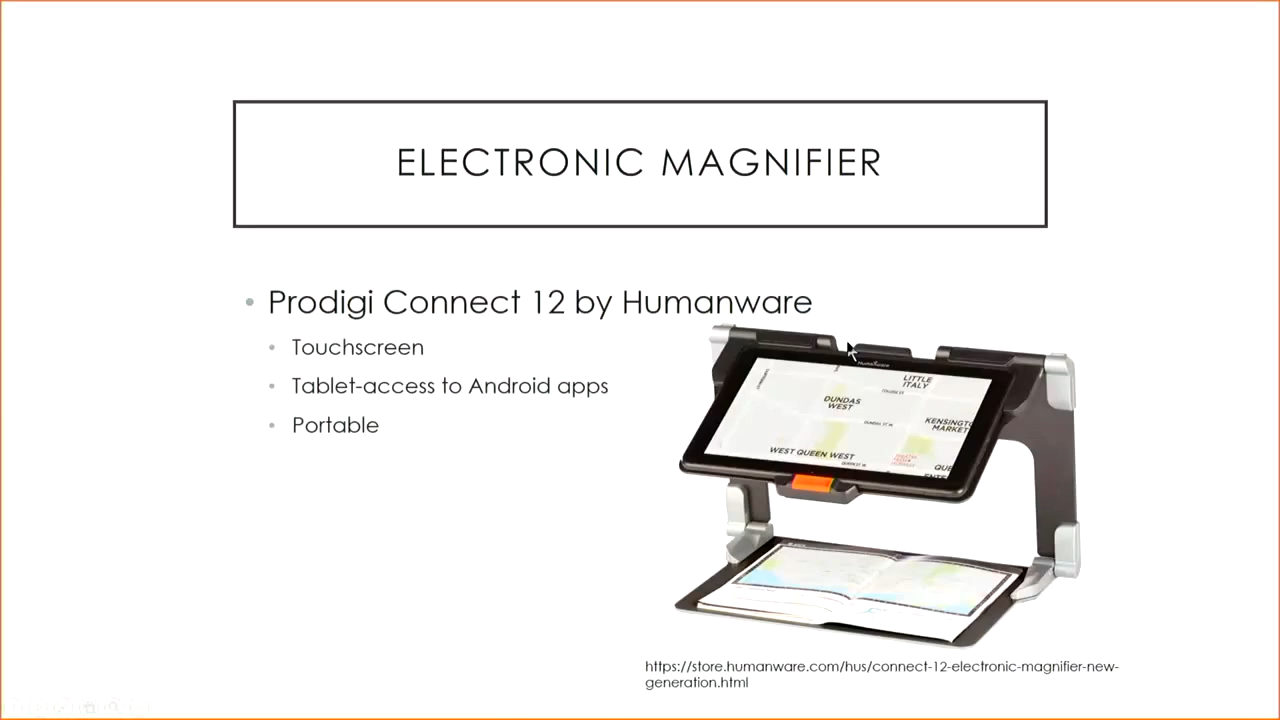 ELECTRONIC MAGNIFIER
• Prodigi Connect 12 by Humanware
• Touchscreen
• Tablet-access to Android apps
• Portable
LITTLE
ITALY
DUNDAS
WEST
KENSINGTO
MARKET
WEST QUEEN WEST
https://store.humanware.com/hus/connect-12-electronic-magnifier-new-
generation.html